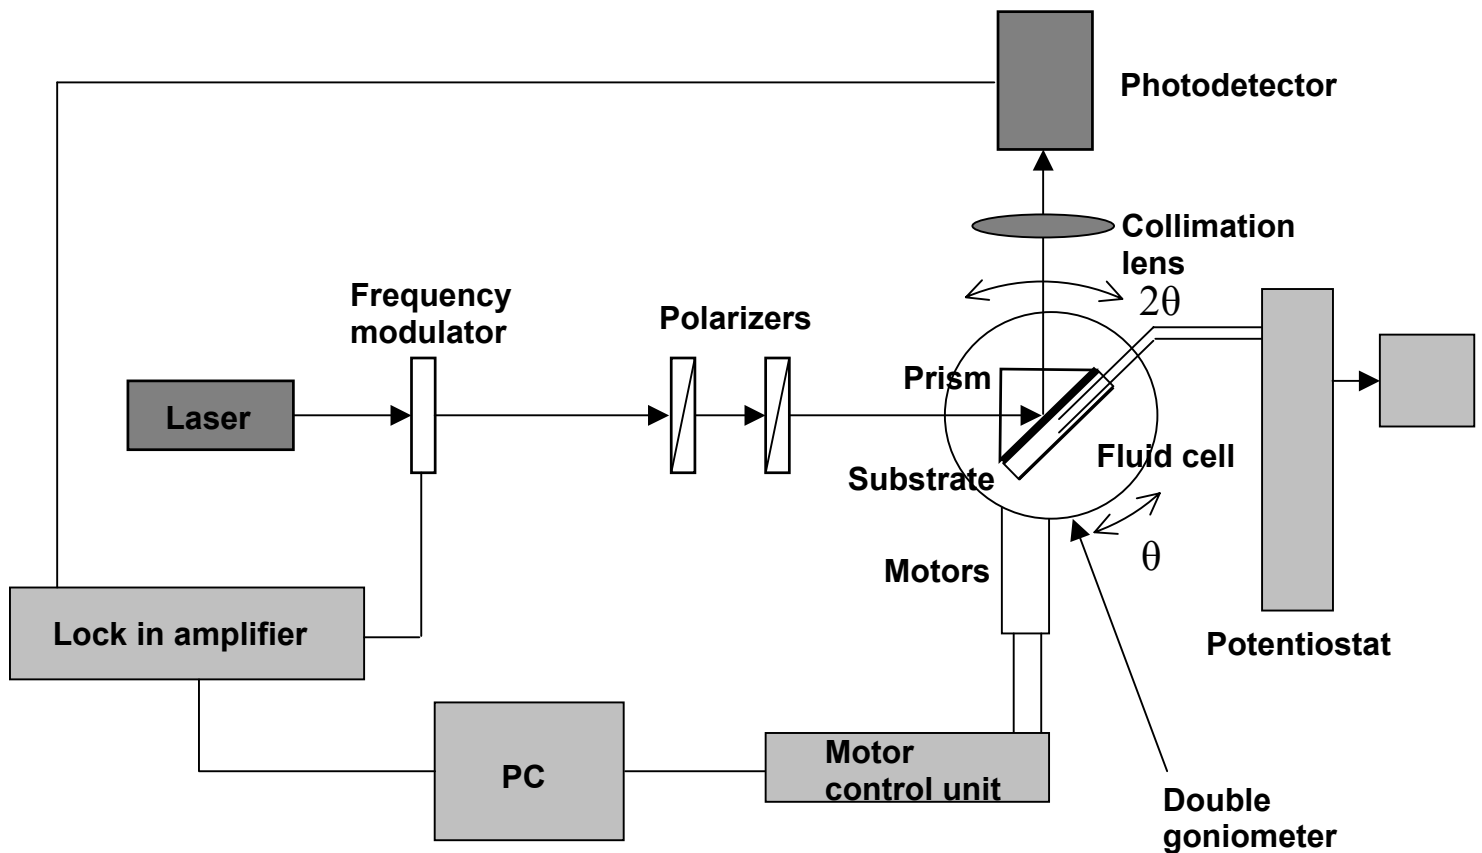 Photodetector
Collimation
lens
2θ
Frequency
modulator
Polarizers
Prism
Laser
Fluid cell
Substrate
θ
Motors
Lock in amplifier
Potentiostat
Motor
control unit
PC
Double
goniometer